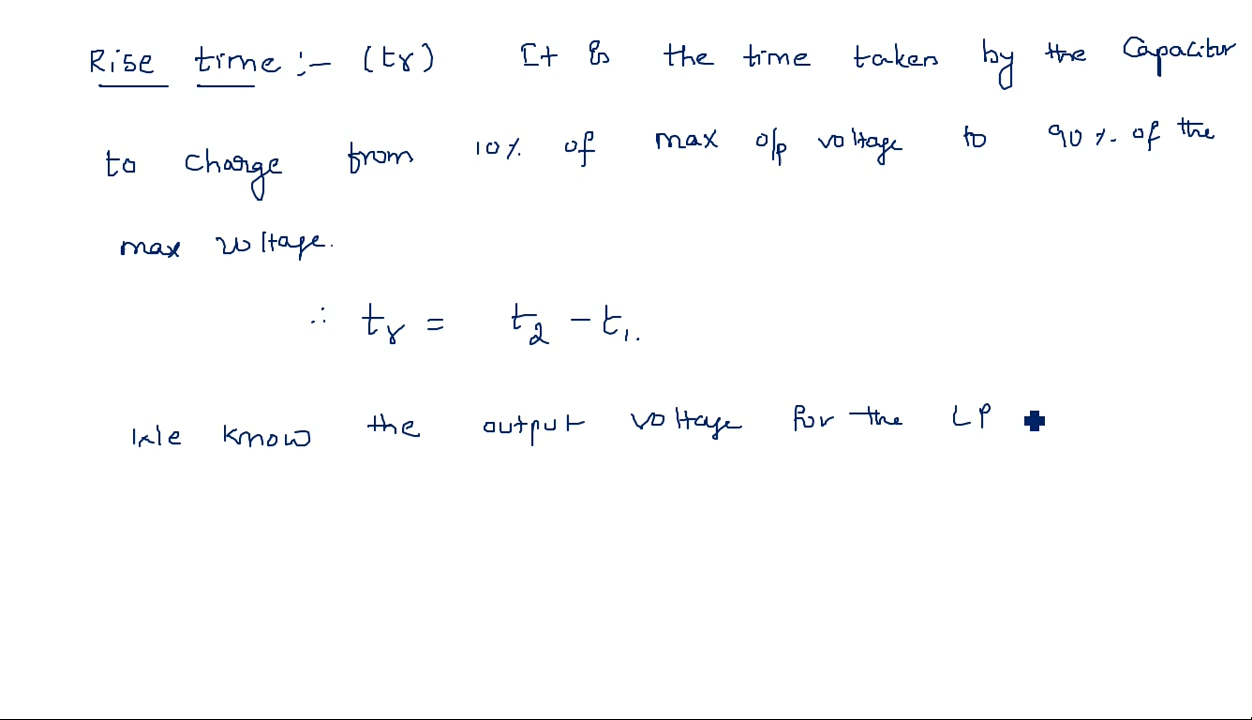 Rise time :- (tr) It is the time taken by the Capacitor
to charge from 10% of max o/p voltage to 90% of the
max voltage.
∴ tr = t2 - t1.
We know the output voltage for the LP